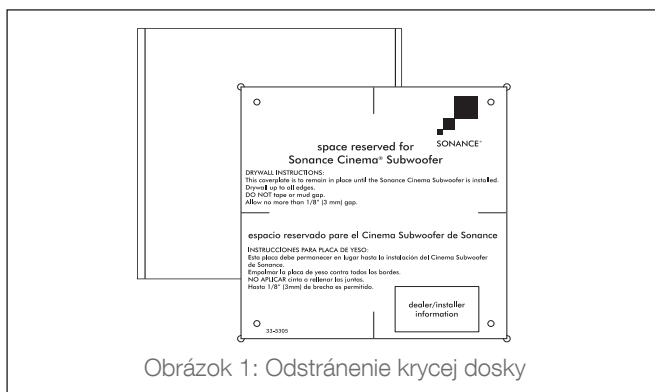 SONANCE®
space reserved for
Sonance Cinema® Subwoofer
DRYWALL INSTRUCTIONS:
This coverplate is to remain in place until the Sonance Cinema Subwoofer is installed.
Drywall up to all edges.
DO NOT tape or mud gap.
Allow no more than 1/8" (3 mm) gap.
espacio reservado pare el Cinema Subwoofer de Sonance
INSTRUCCIONES PARA PLACA DE YESO:
Esta placa debe permanecer en lugar hasta la instalación del Cinema Subwoofer
de Sonance.
Empalmar la placa de yeso contra todos los bordes.
NO APLICAR cinta o rellenar las juntas.
Hasta 1/8" (3mm) de brecha es permitido.
dealer/installer
information
33-5305
Obrázok 1: Odstránenie krycej dosky